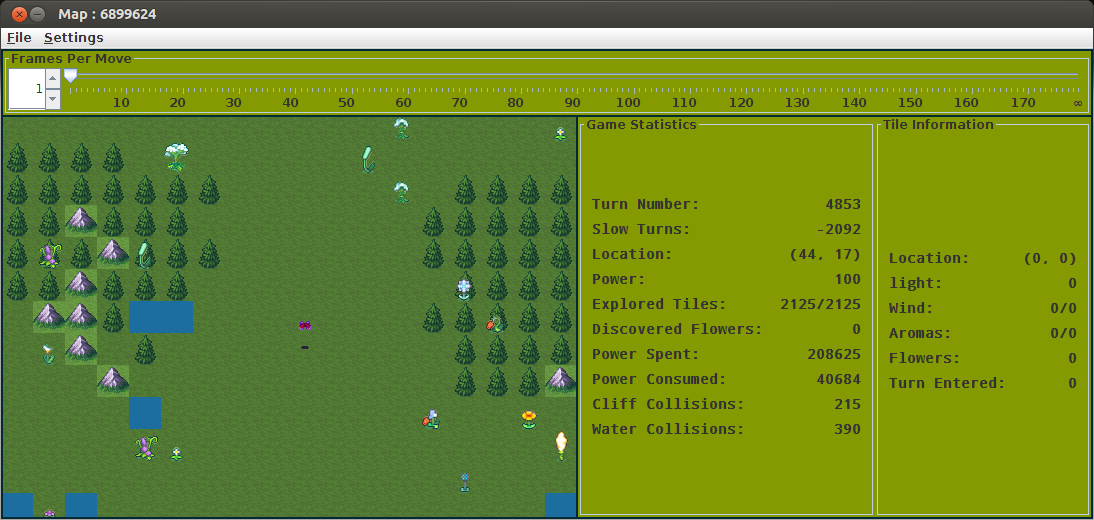 Map : 6899624
File Settings
Frames Per Move
1
10 20 30 40 50 60 70 80 90 100 110 120 130 140 150 160 170 ∞
Game Statistics
Turn Number: 4853
Slow Turns: -2092
Location: (44, 17)
Power: 100
Explored Tiles: 2125/2125
Discovered Flowers: 0
Power Spent: 208625
Power Consumed: 40684
Cliff Collisions: 215
Water Collisions: 390
Tile Information
Location: (0, 0)
light: 0
Wind: 0/0
Aromas: 0/0
Flowers: 0
Turn Entered: 0